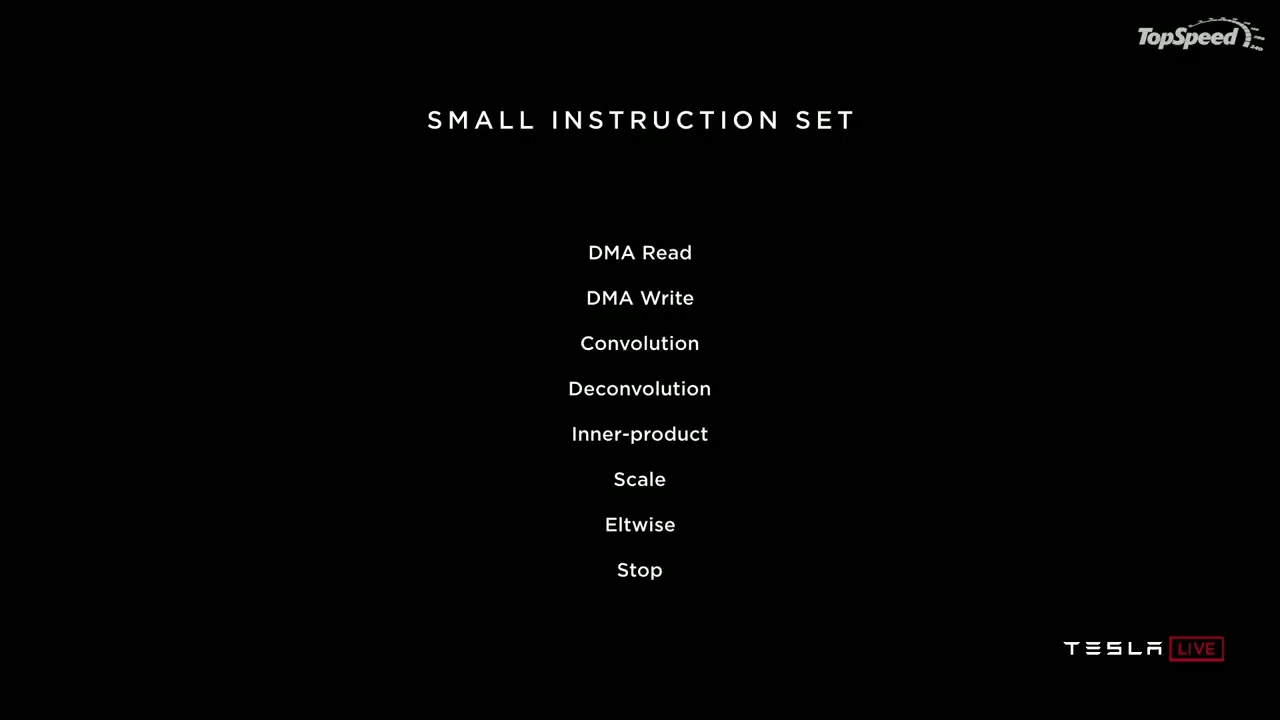 TopSpeed
SMALL INSTRUCTION SET
DMA Read
DMA Write
Convolution
Deconvolution
Inner-product
Scale
Eltwise
Stop
TESLA LIVE